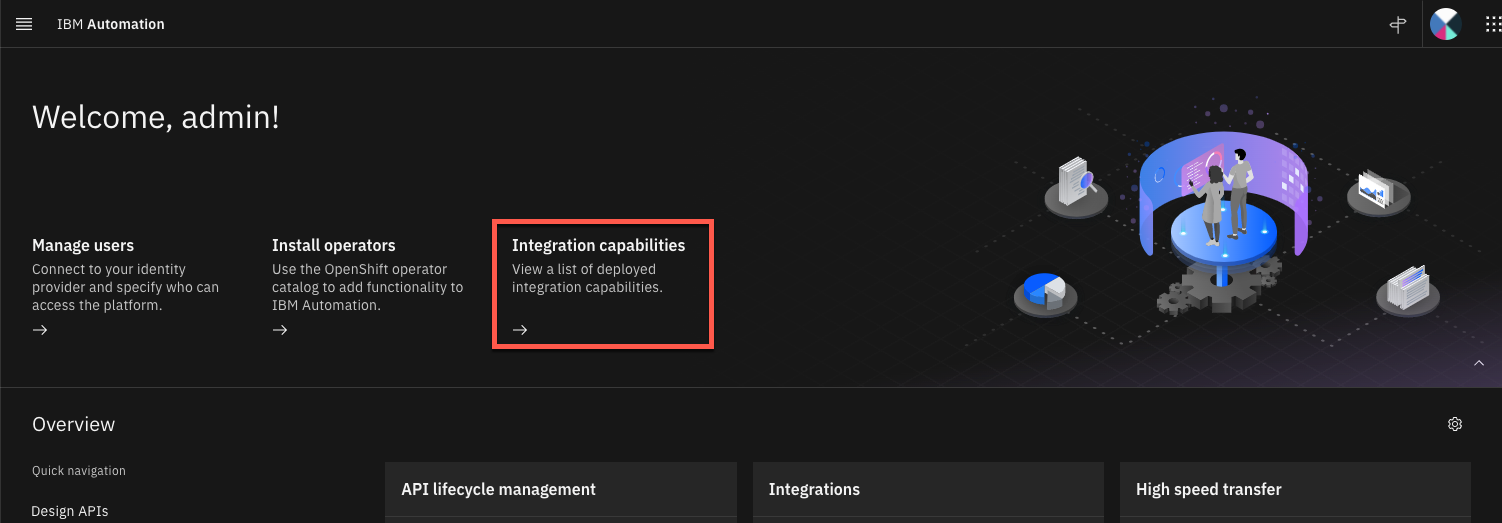 IBM Automation
Welcome, admin!
Manage users
Connect to your identity
provider and specify who can
access the platform.
Install operators
Use the OpenShift operator
catalog to add functionality to
IBM Automation.
Integration capabilities
View a list of deployed
integration capabilities.
Overview
Quick navigation
Design APIs
API lifecycle management
Integrations
High speed transfer